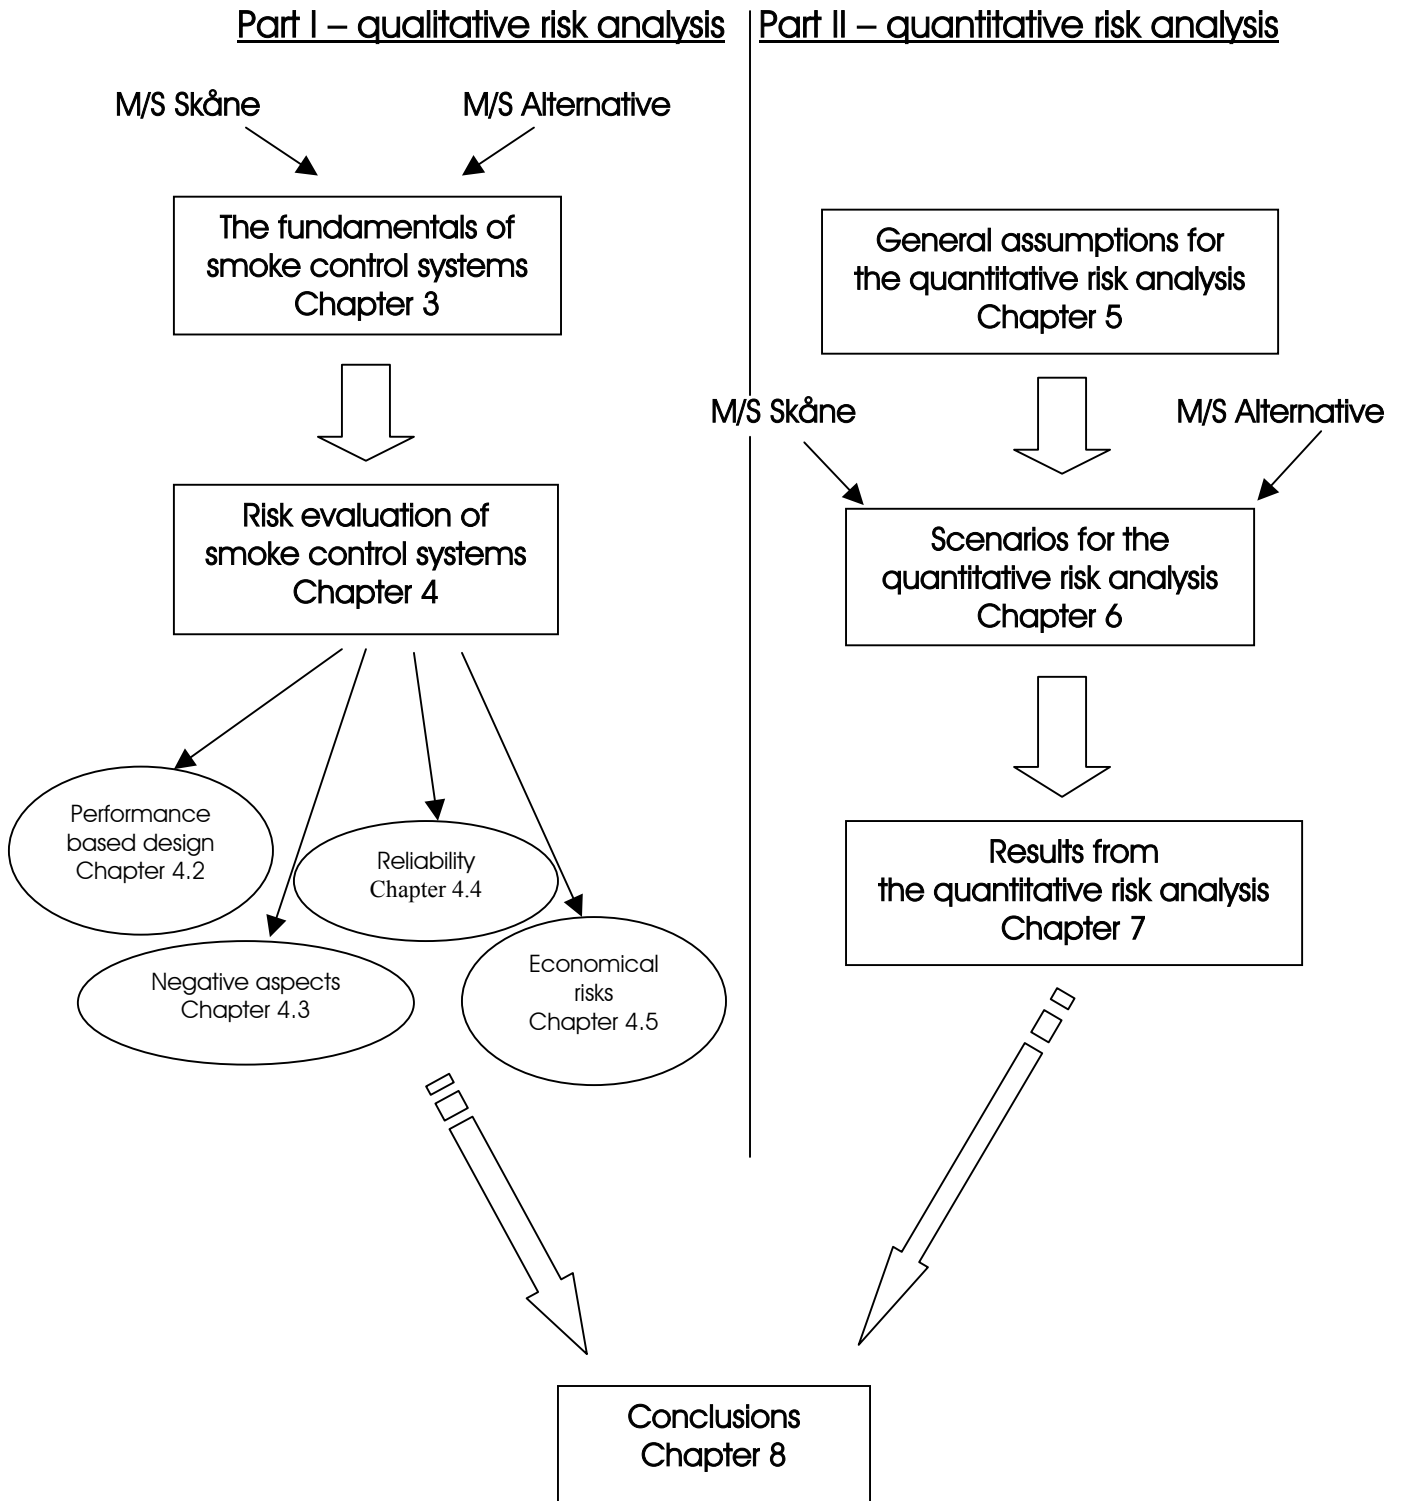 Part I – qualitative risk analysis
M/S Skåne
M/S Alternative
The fundamentals of
smoke control systems
Chapter 3
Risk evaluation of
smoke control systems
Chapter 4
Performance
based design
Chapter 4.2
Negative aspects
Chapter 4.3
Reliability
Chapter 4.4
Economical
risks
Chapter 4.5
Part II – quantitative risk analysis
General assumptions for
the quantitative risk analysis
Chapter 5
M/S Skåne
M/S Alternative
Scenarios for the
quantitative risk analysis
Chapter 6
Results from
the quantitative risk analysis
Chapter 7
Conclusions
Chapter 8